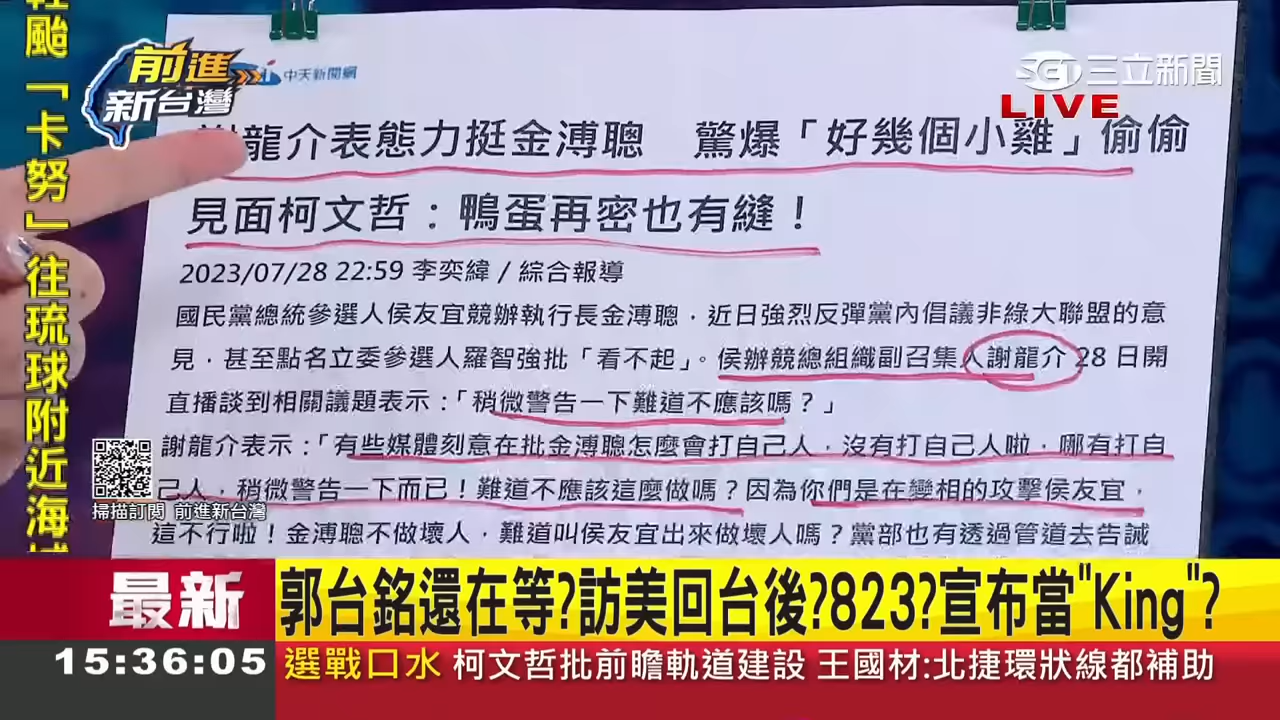 颱「卡努」往琉球附近海域
前進
新台灣
中天新聞網
SET三立新聞
LIVE
謝龍介表態力挺金溥聰 驚爆「好幾個小雞」偷偷
見面柯文哲：鴨蛋再密也有縫！
2023/07/28 22:59 李奕緯 / 綜合報導
國民黨總統參選人侯友宜競辦執行長金溥聰，近日強烈反彈黨內倡議非綠大聯盟的意
見，甚至點名立委參選人羅智強批「看不起」。侯辦競總組織副召集人謝龍介 28 日開
直播談到相關議題表示：「稍微警告一下難道不應該嗎？」
謝龍介表示：「有些媒體刻意在批金溥聰怎麼會打自己人，沒有打自己人啦，哪有打自
己人，稍微警告一下而已！難道不應該這麼做嗎？因為你們是在變相的攻擊侯友宜，
這不行啦！金溥聰不做壞人，難道叫侯友宜出來做壞人嗎？黨部也有透過管道去告誡
掃描訂閱 前進新台灣
最新
郭台銘還在等?訪美回台後?823?宣布當"King"?
15:36:05
選戰口水 柯文哲批前瞻軌道建設 王國材:北捷環狀線都補助